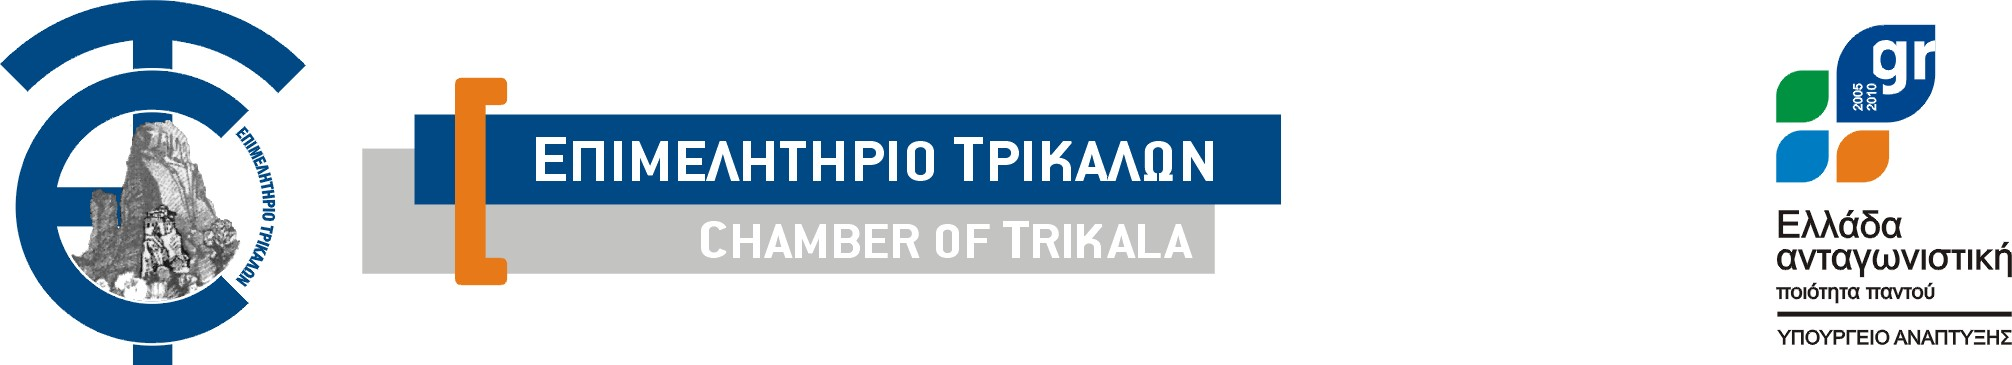 ΕΠΙΜΕΛΗΤΗΡΙΟ ΤΡΙΚΑΛΩΝ
ΕΠΙΜΕΛΗΤΗΡΙΟ ΤΡΙΚΑΛΩΝ
CHAMBER OF TRIKALA
gr
2005
2010
Ελλάδα
ανταγωνιστική
ποιότητα παντού
ΥΠΟΥΡΓΕΙΟ ΑΝΑΠΤΥΞΗΣ